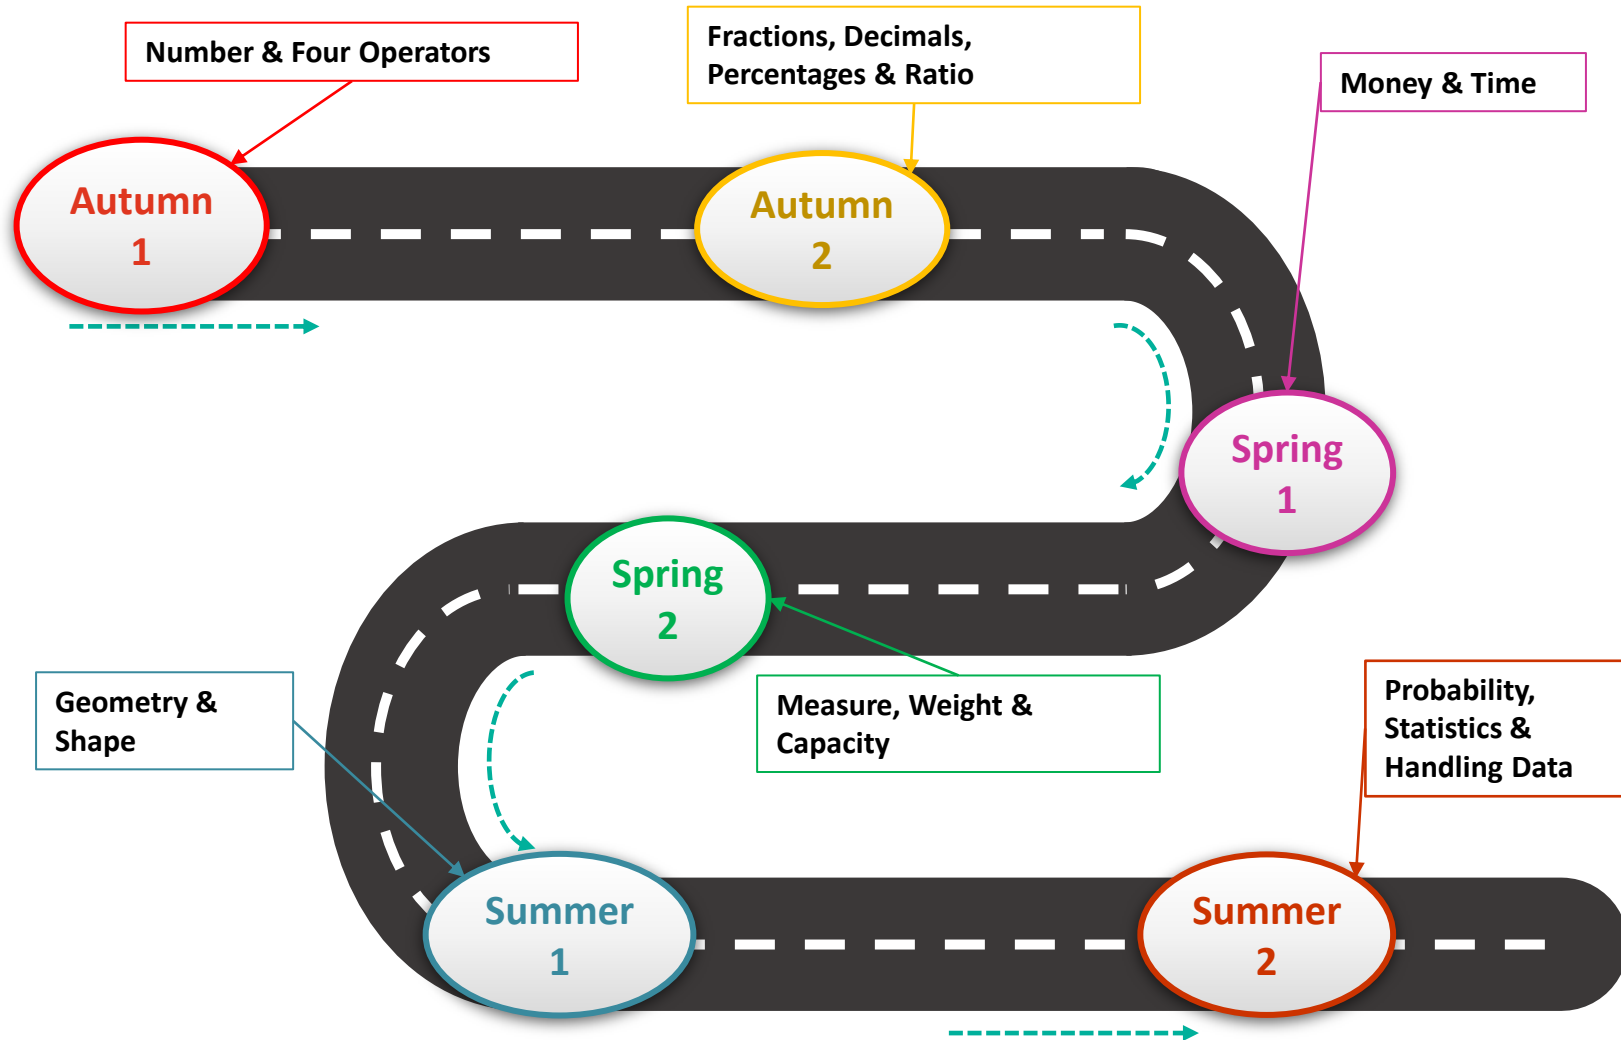 Number & Four Operators
Fractions, Decimals,
Percentages & Ratio
Money & Time
Autumn
1
Autumn
2
Spring
1
Spring
2
Geometry &
Shape
Measure, Weight &
Capacity
Probability,
Statistics &
Handling Data
Summer
1
Summer
2